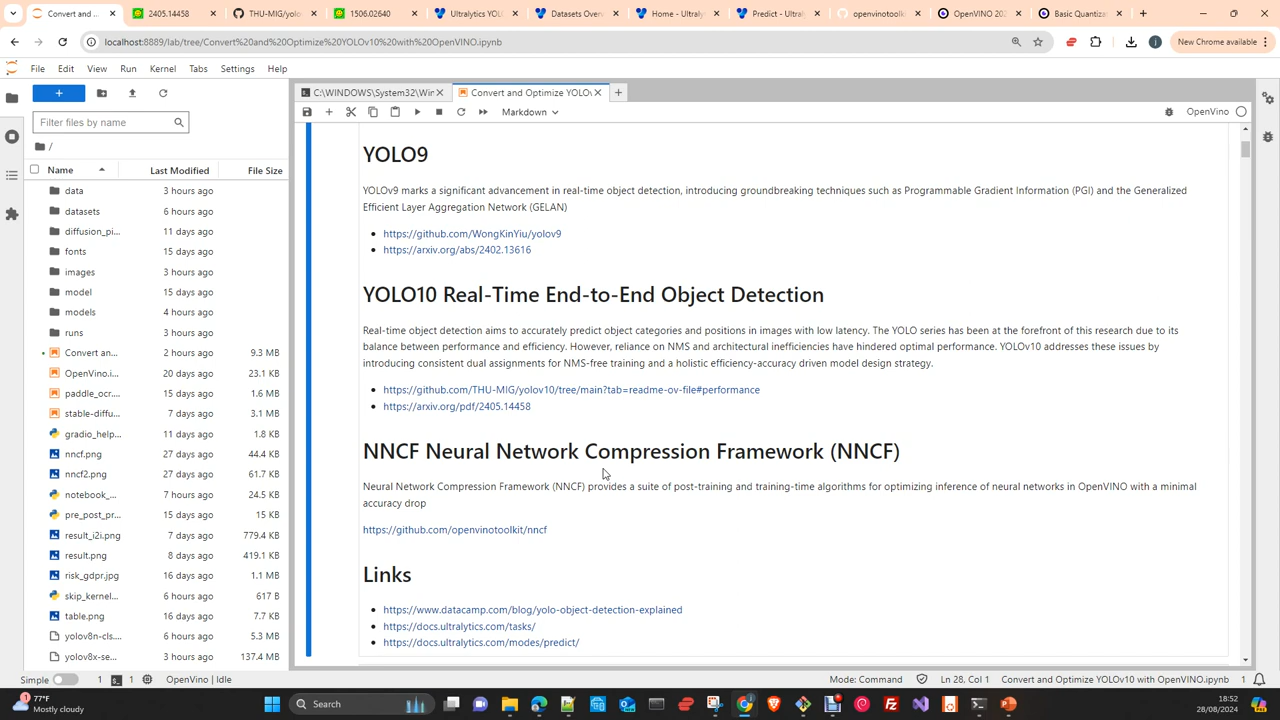 Convert and O
2405.14458
THU-MIG/yolo
1506.02640
Ultralytics YOL
Datasets Over
Home - Ultraly
Predict - Ultral
openvinotoolk
OpenVINO 202
Basic Quantiza
localhost:8889/lab/tree/Convert%20and%20Optimize%20YOLOv10%20with%20OpenVINO.ipynb
New Chrome available
File Edit View Run Kernel Tabs Settings Help
C:\WINDOWS\System32\Wir
Convert and Optimize YOLO\
Filter files by name
Markdown
OpenVino
/
Name Last Modified File Size
data 3 hours ago
datasets 6 hours ago
diffusion_pi... 11 days ago
fonts 15 days ago
images 3 hours ago
model 15 days ago
models 4 hours ago
runs 3 hours ago
Convert an... 2 hours ago 9.3 MB
OpenVino.i... 20 days ago 23.1 KB
paddle_ocr.... 15 days ago 1.6 MB
stable-diffu... 7 days ago 3.1 MB
gradio_help... 11 days ago 1.8 KB
nncf.png 27 days ago 44.4 KB
nncf2.png 27 days ago 61.7 KB
notebook_... 7 hours ago 24.5 KB
pre_post_pr... 15 days ago 15 KB
result_i2i.png 7 days ago 779.4 KB
result.png 8 days ago 419.1 KB
risk_gdpr.jpg 16 days ago 1.1 MB
skip_kernel... 6 hours ago 617 B
table.png 16 days ago 7.7 KB
yolov8n-cls.... 6 hours ago 5.3 MB
yolov8x-se... 3 hours ago 137.4 MB
YOLO9
YOLOv9 marks a significant advancement in real-time object detection, introducing groundbreaking techniques such as Programmable Gradient Information (PGI) and the Generalized
Efficient Layer Aggregation Network (GELAN)
https://github.com/WongKinYiu/yolov9
https://arxiv.org/abs/2402.13616
YOLO10 Real-Time End-to-End Object Detection
Real-time object detection aims to accurately predict object categories and positions in images with low latency. The YOLO series has been at the forefront of this research due to its
balance between performance and efficiency. However, reliance on NMS and architectural inefficiencies have hindered optimal performance. YOLOv10 addresses these issues by
introducing consistent dual assignments for NMS-free training and a holistic efficiency-accuracy driven model design strategy.
https://github.com/THU-MIG/yolov10/tree/main?tab=readme-ov-file#performance
https://arxiv.org/pdf/2405.14458
NNCF Neural Network Compression Framework (NNCF)
Neural Network Compression Framework (NNCF) provides a suite of post-training and training-time algorithms for optimizing inference of neural networks in OpenVINO with a minimal
accuracy drop
https://github.com/openvinotoolkit/nncf
Links
https://www.datacamp.com/blog/yolo-object-detection-explained
https://docs.ultralytics.com/tasks/
https://docs.ultralytics.com/modes/predict/
Simple 1 1 OpenVino | Idle Mode: Command Ln 28, Col 1 Convert and Optimize YOLOv10 with OpenVINO.ipynb 1
77°F
Mostly cloudy
Search
18:52
28/08/2024